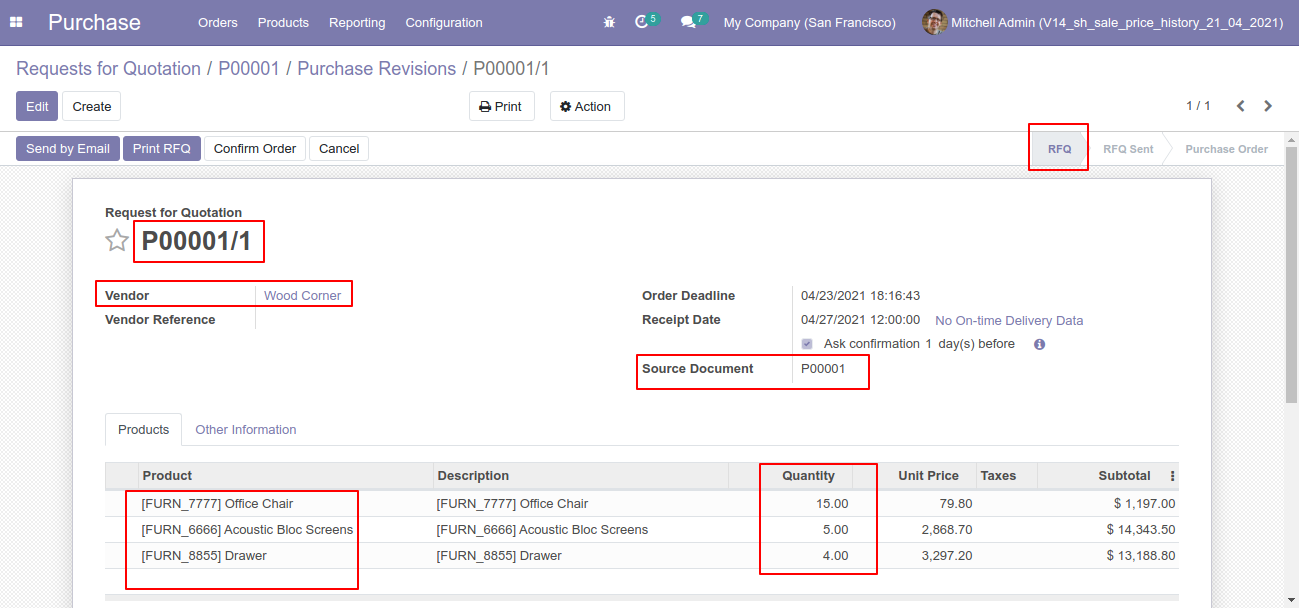 Purchase Orders Products Reporting Configuration 5 7 My Company (San Francisco) Mitchell Admin (V14_sh_sale_price_history_21_04_2021)
Requests for Quotation / P00001 / Purchase Revisions / P00001/1
Edit Create Print Action 1 / 1
Send by Email Print RFQ Confirm Order Cancel RFQ RFQ Sent Purchase Order
Request for Quotation
P00001/1
Vendor Wood Corner Order Deadline 04/23/2021 18:16:43
Vendor Reference Receipt Date 04/27/2021 12:00:00 No On-time Delivery Data
Ask confirmation 1 day(s) before
Source Document P00001
Products Other Information
Product Description Quantity Unit Price Taxes Subtotal
[FURN_7777] Office Chair [FURN_7777] Office Chair 15.00 79.80 $ 1,197.00
[FURN_6666] Acoustic Bloc Screens [FURN_6666] Acoustic Bloc Screens 5.00 2,868.70 $ 14,343.50
[FURN_8855] Drawer [FURN_8855] Drawer 4.00 3,297.20 $ 13,188.80